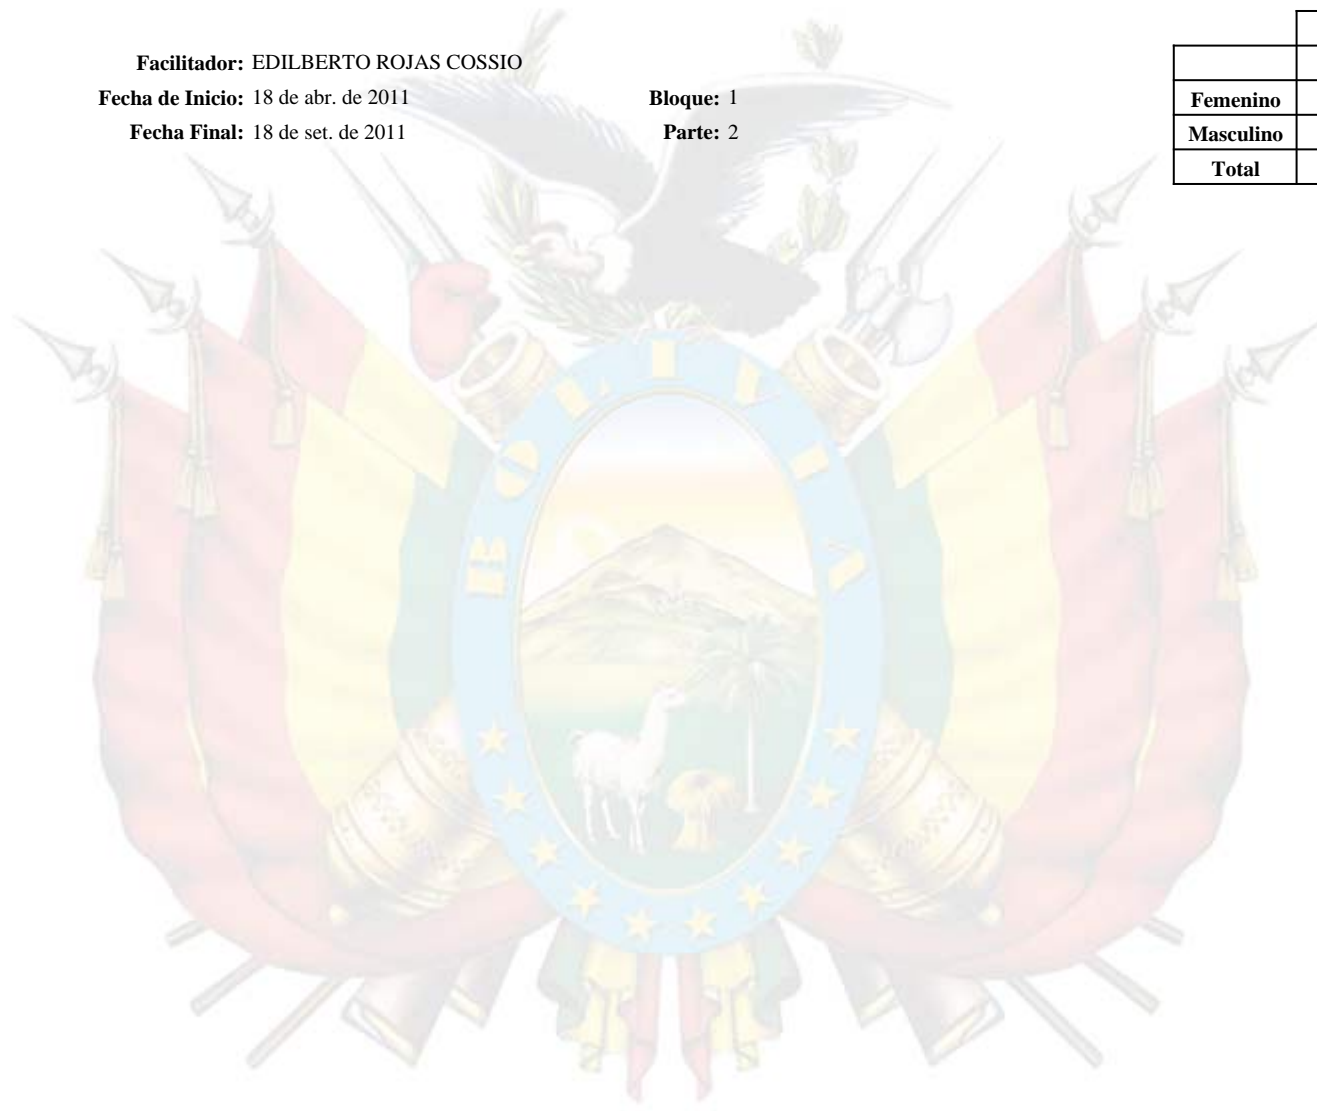 Facilitador: EDILBERTO ROJAS COSSIO
Fecha de Inicio: 18 de abr. de 2011 Bloque: 1
Fecha Final: 18 de set. de 2011 Parte: 2
Femenino
Masculino
Total
BOLIVIA